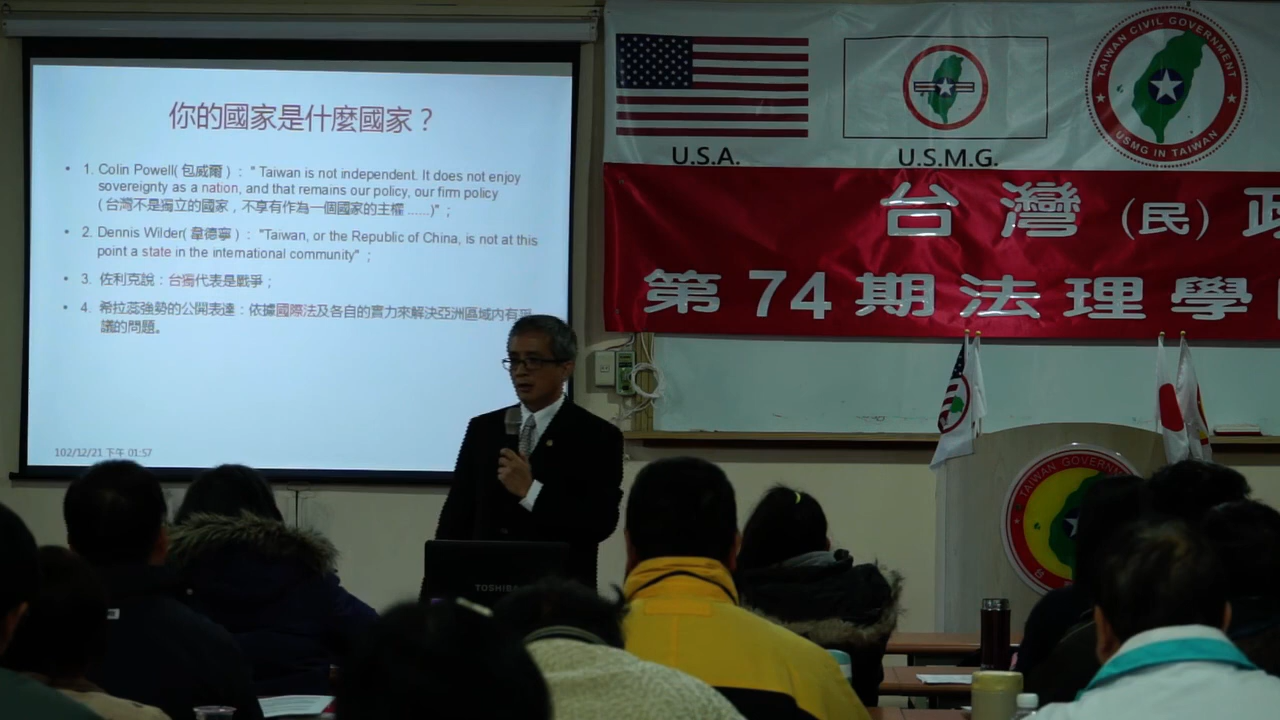 你的國家是什麼國家？
• 1. Colin Powell( 包威爾 ) : " Taiwan is not independent. It does not enjoy
sovereignty as a nation, and that remains our policy, our firm policy
( 台灣不是獨立的國家，不享有作為一個國家的主權 ......)" ;
• 2. Dennis Wilder( 韋德寧 ) : "Taiwan, or the Republic of China, is not at this
point a state in the international community" ;
• 3. 佐利克說：台獨代表是戰爭；
• 4. 希拉蕊強勢的公開表達：依據國際法及各自的實力來解決亞洲區域內有
議的問題。
102/12/21 下午 01:57
U.S.A.
U.S.M.G.
TAIWAN CIVIL GOVERNMENT
USMG IN TAIWAN
台灣(民)政
第74期法理學
TOSHIBA
TAIWAN